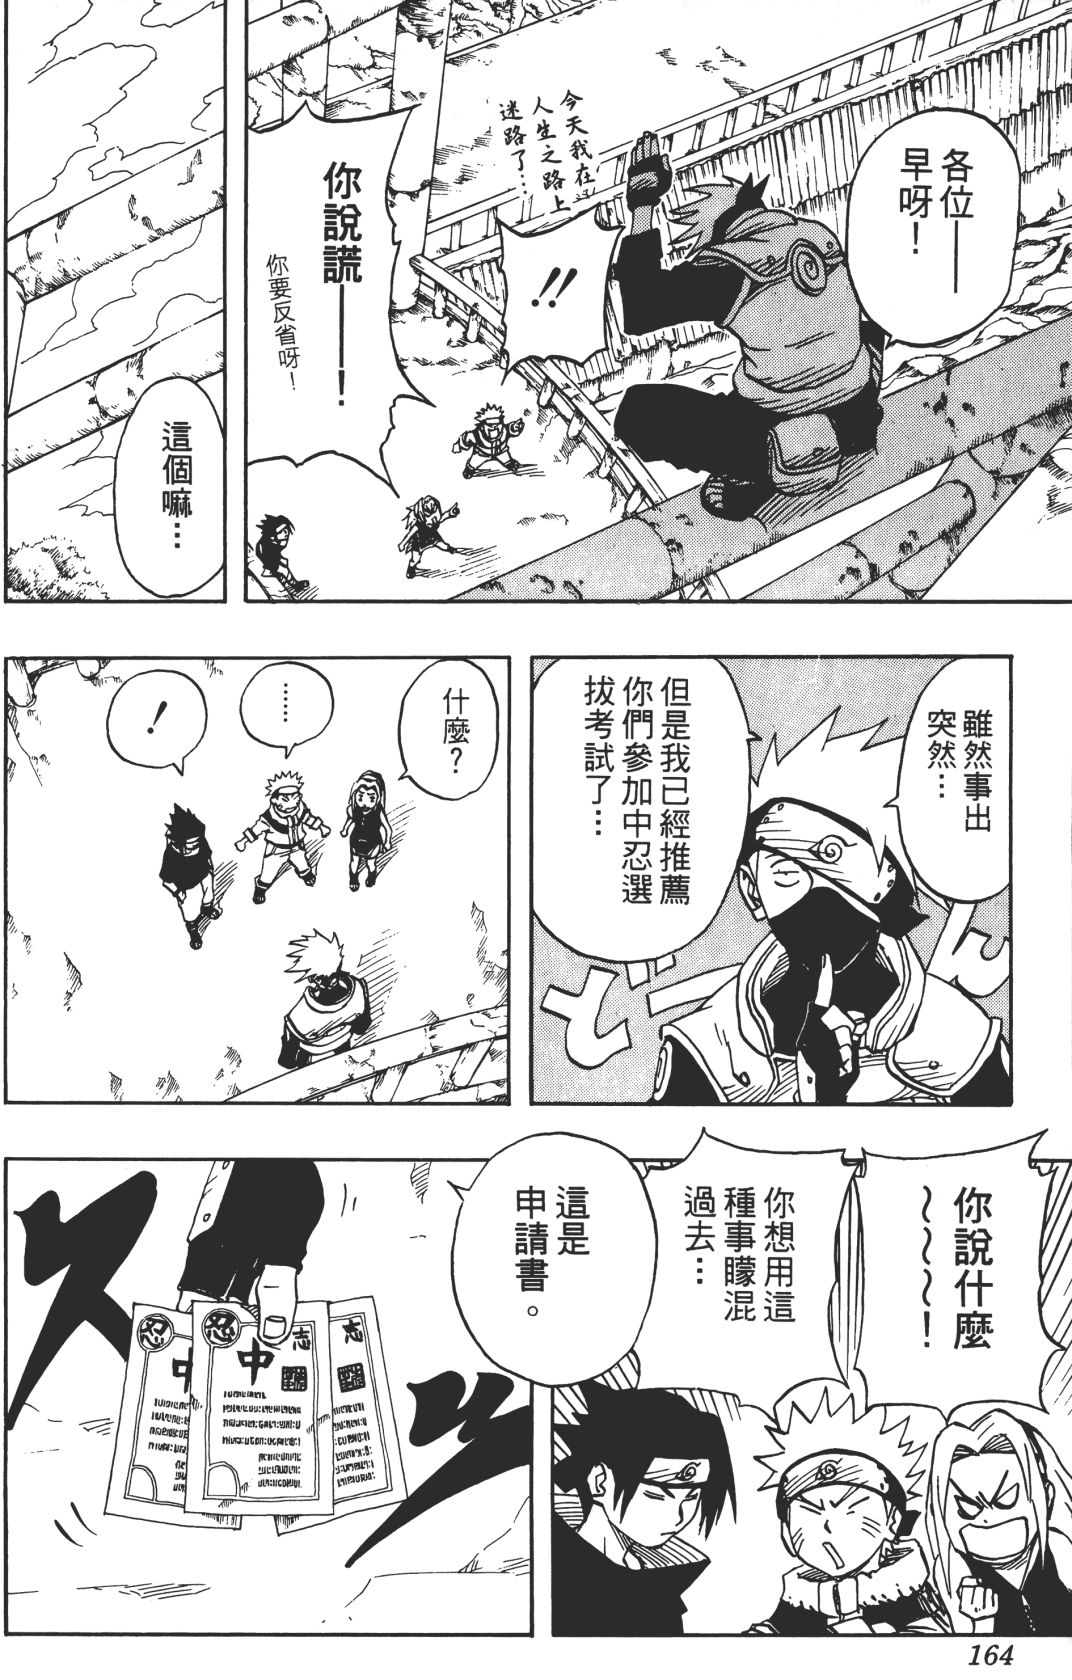 各位——
早呀！
今天我在
人生之路上
迷路了…
！！
你說謊——！
你要反省呀！
這個嘛…
雖然事出
突然…
但是我已經推薦
你們參加中忍選
拔考試了…
什麼？
……
！
你說什麼
～～～！
你想用這
種事矇混
過去…
這是
申請書。
忍
中
志
忍
中
志
164